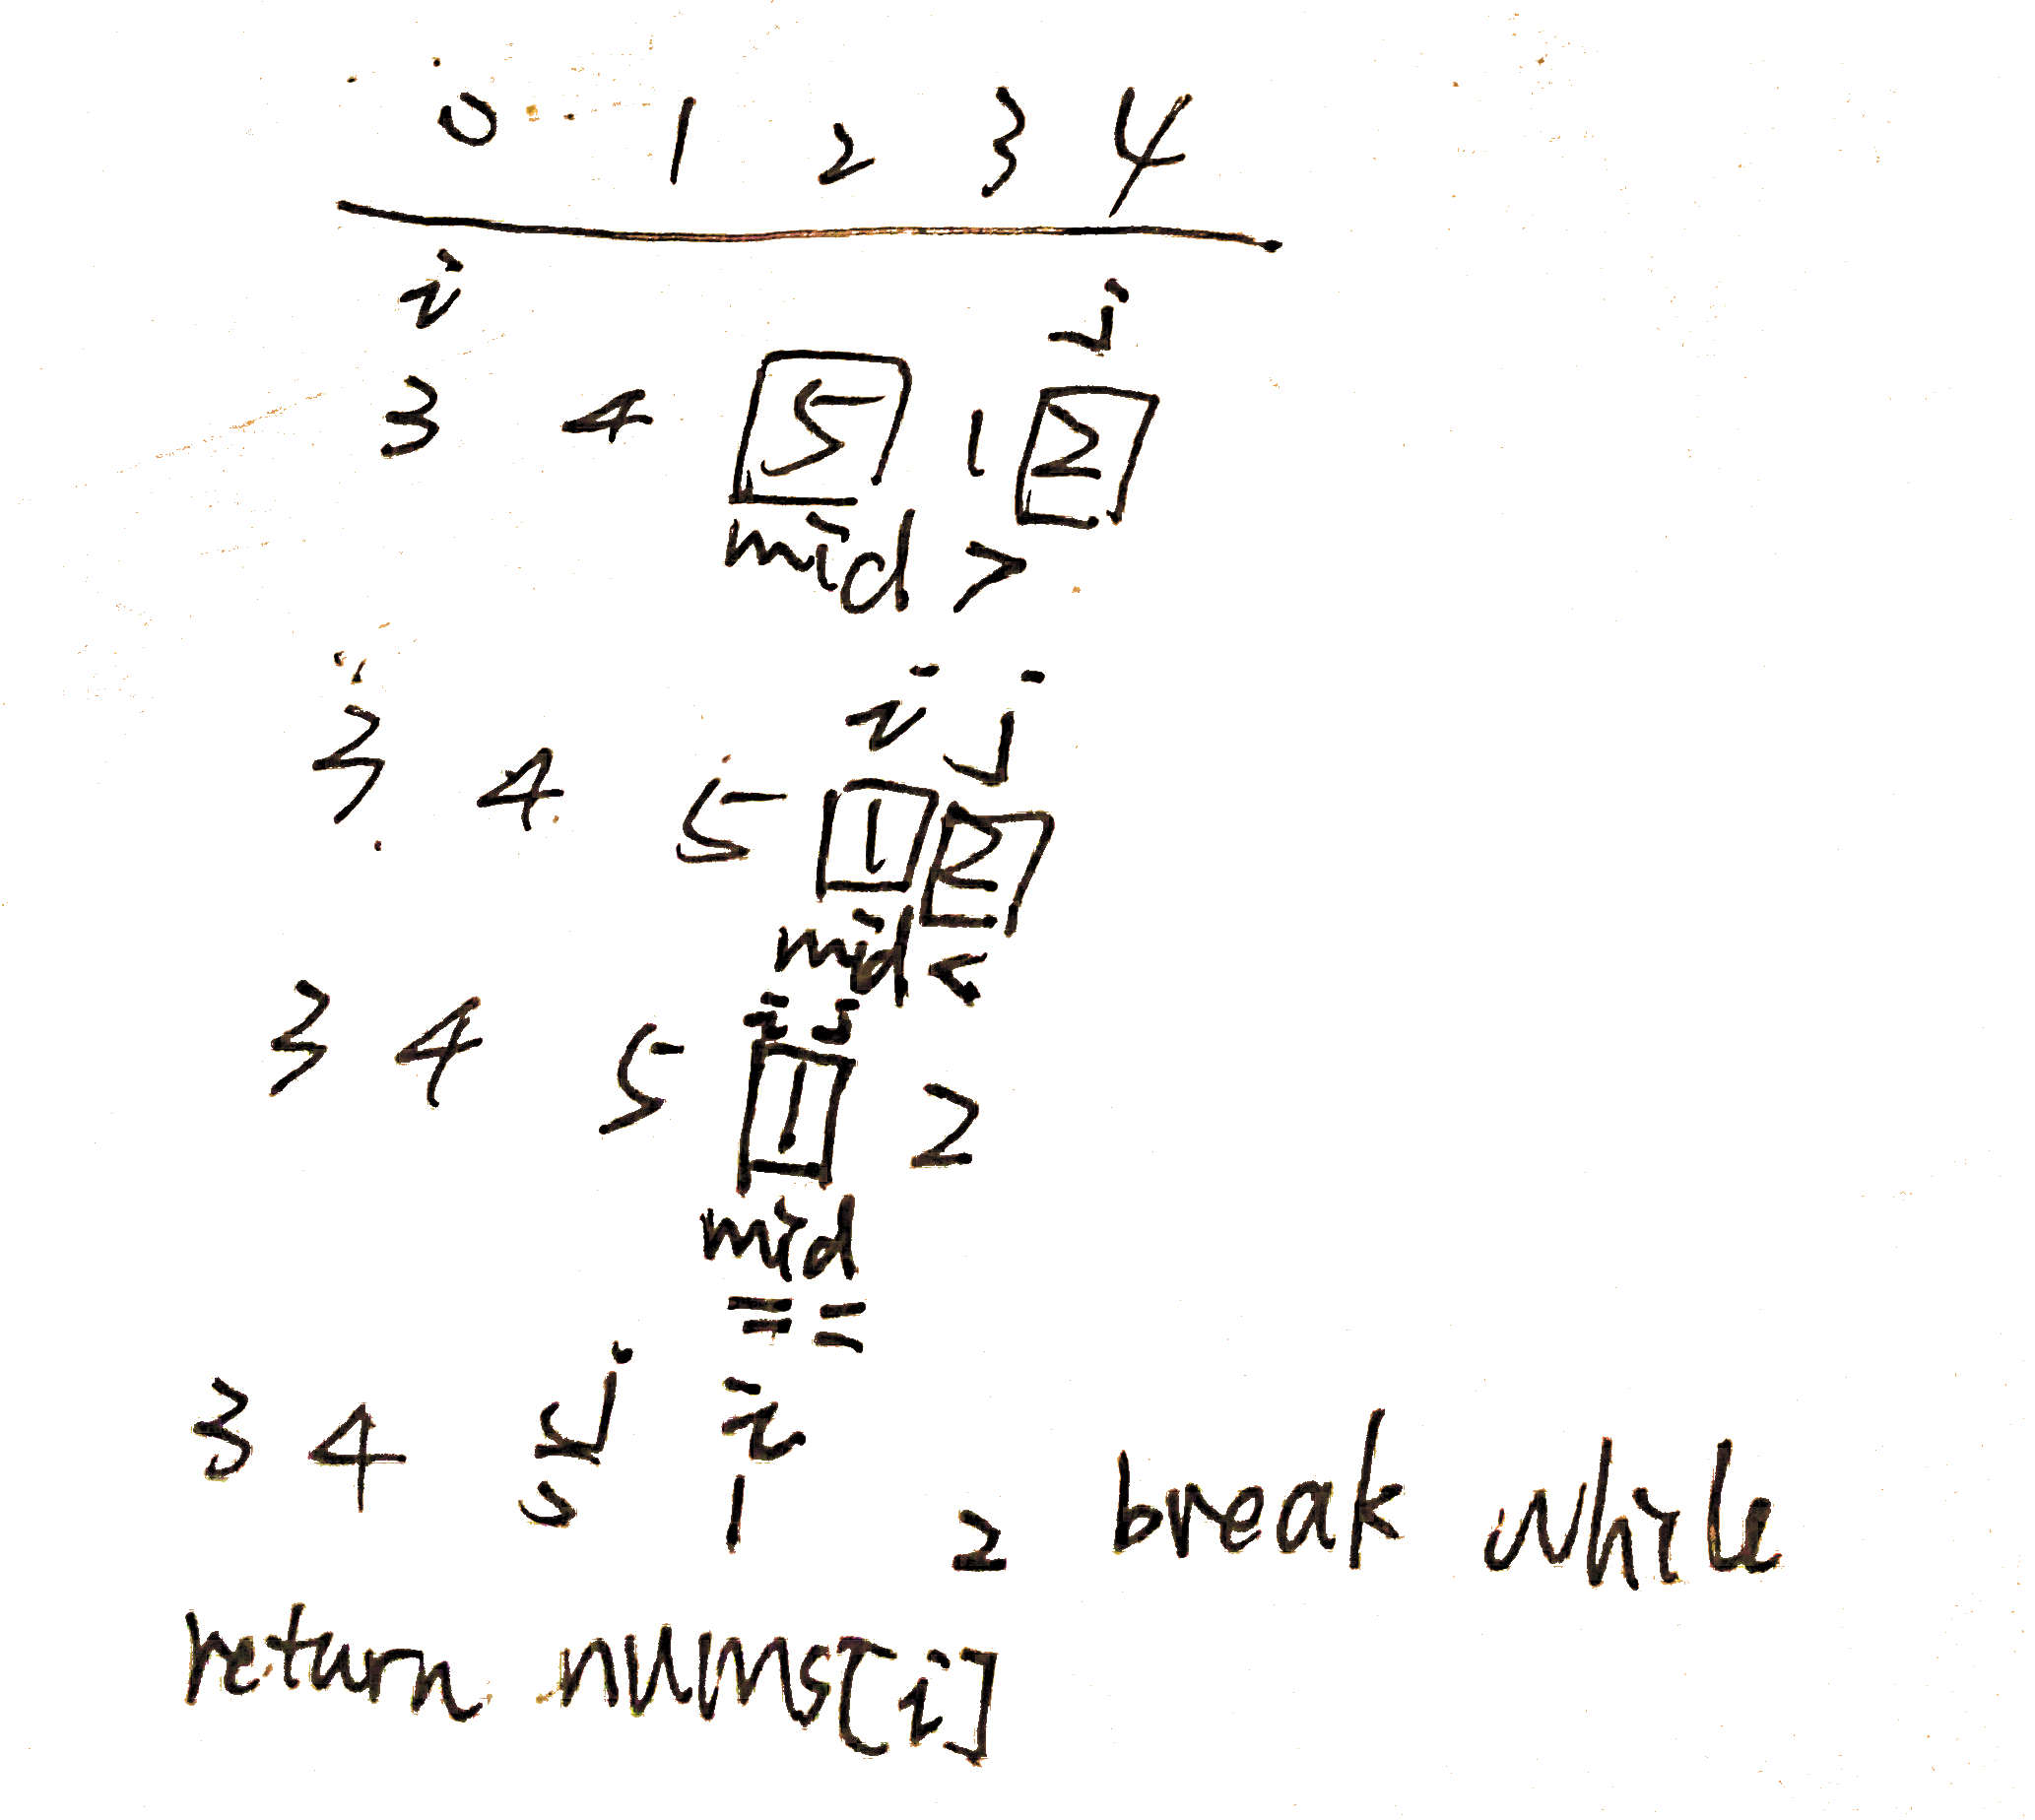 0 1 2 3 4
i j
3 4 5 1 2
mid >
i j
3 4 5 1 2
mid <
i j
3 4 5 1 2
mid
= =
j i
3 4 5 1 2 break while
return nums[i]